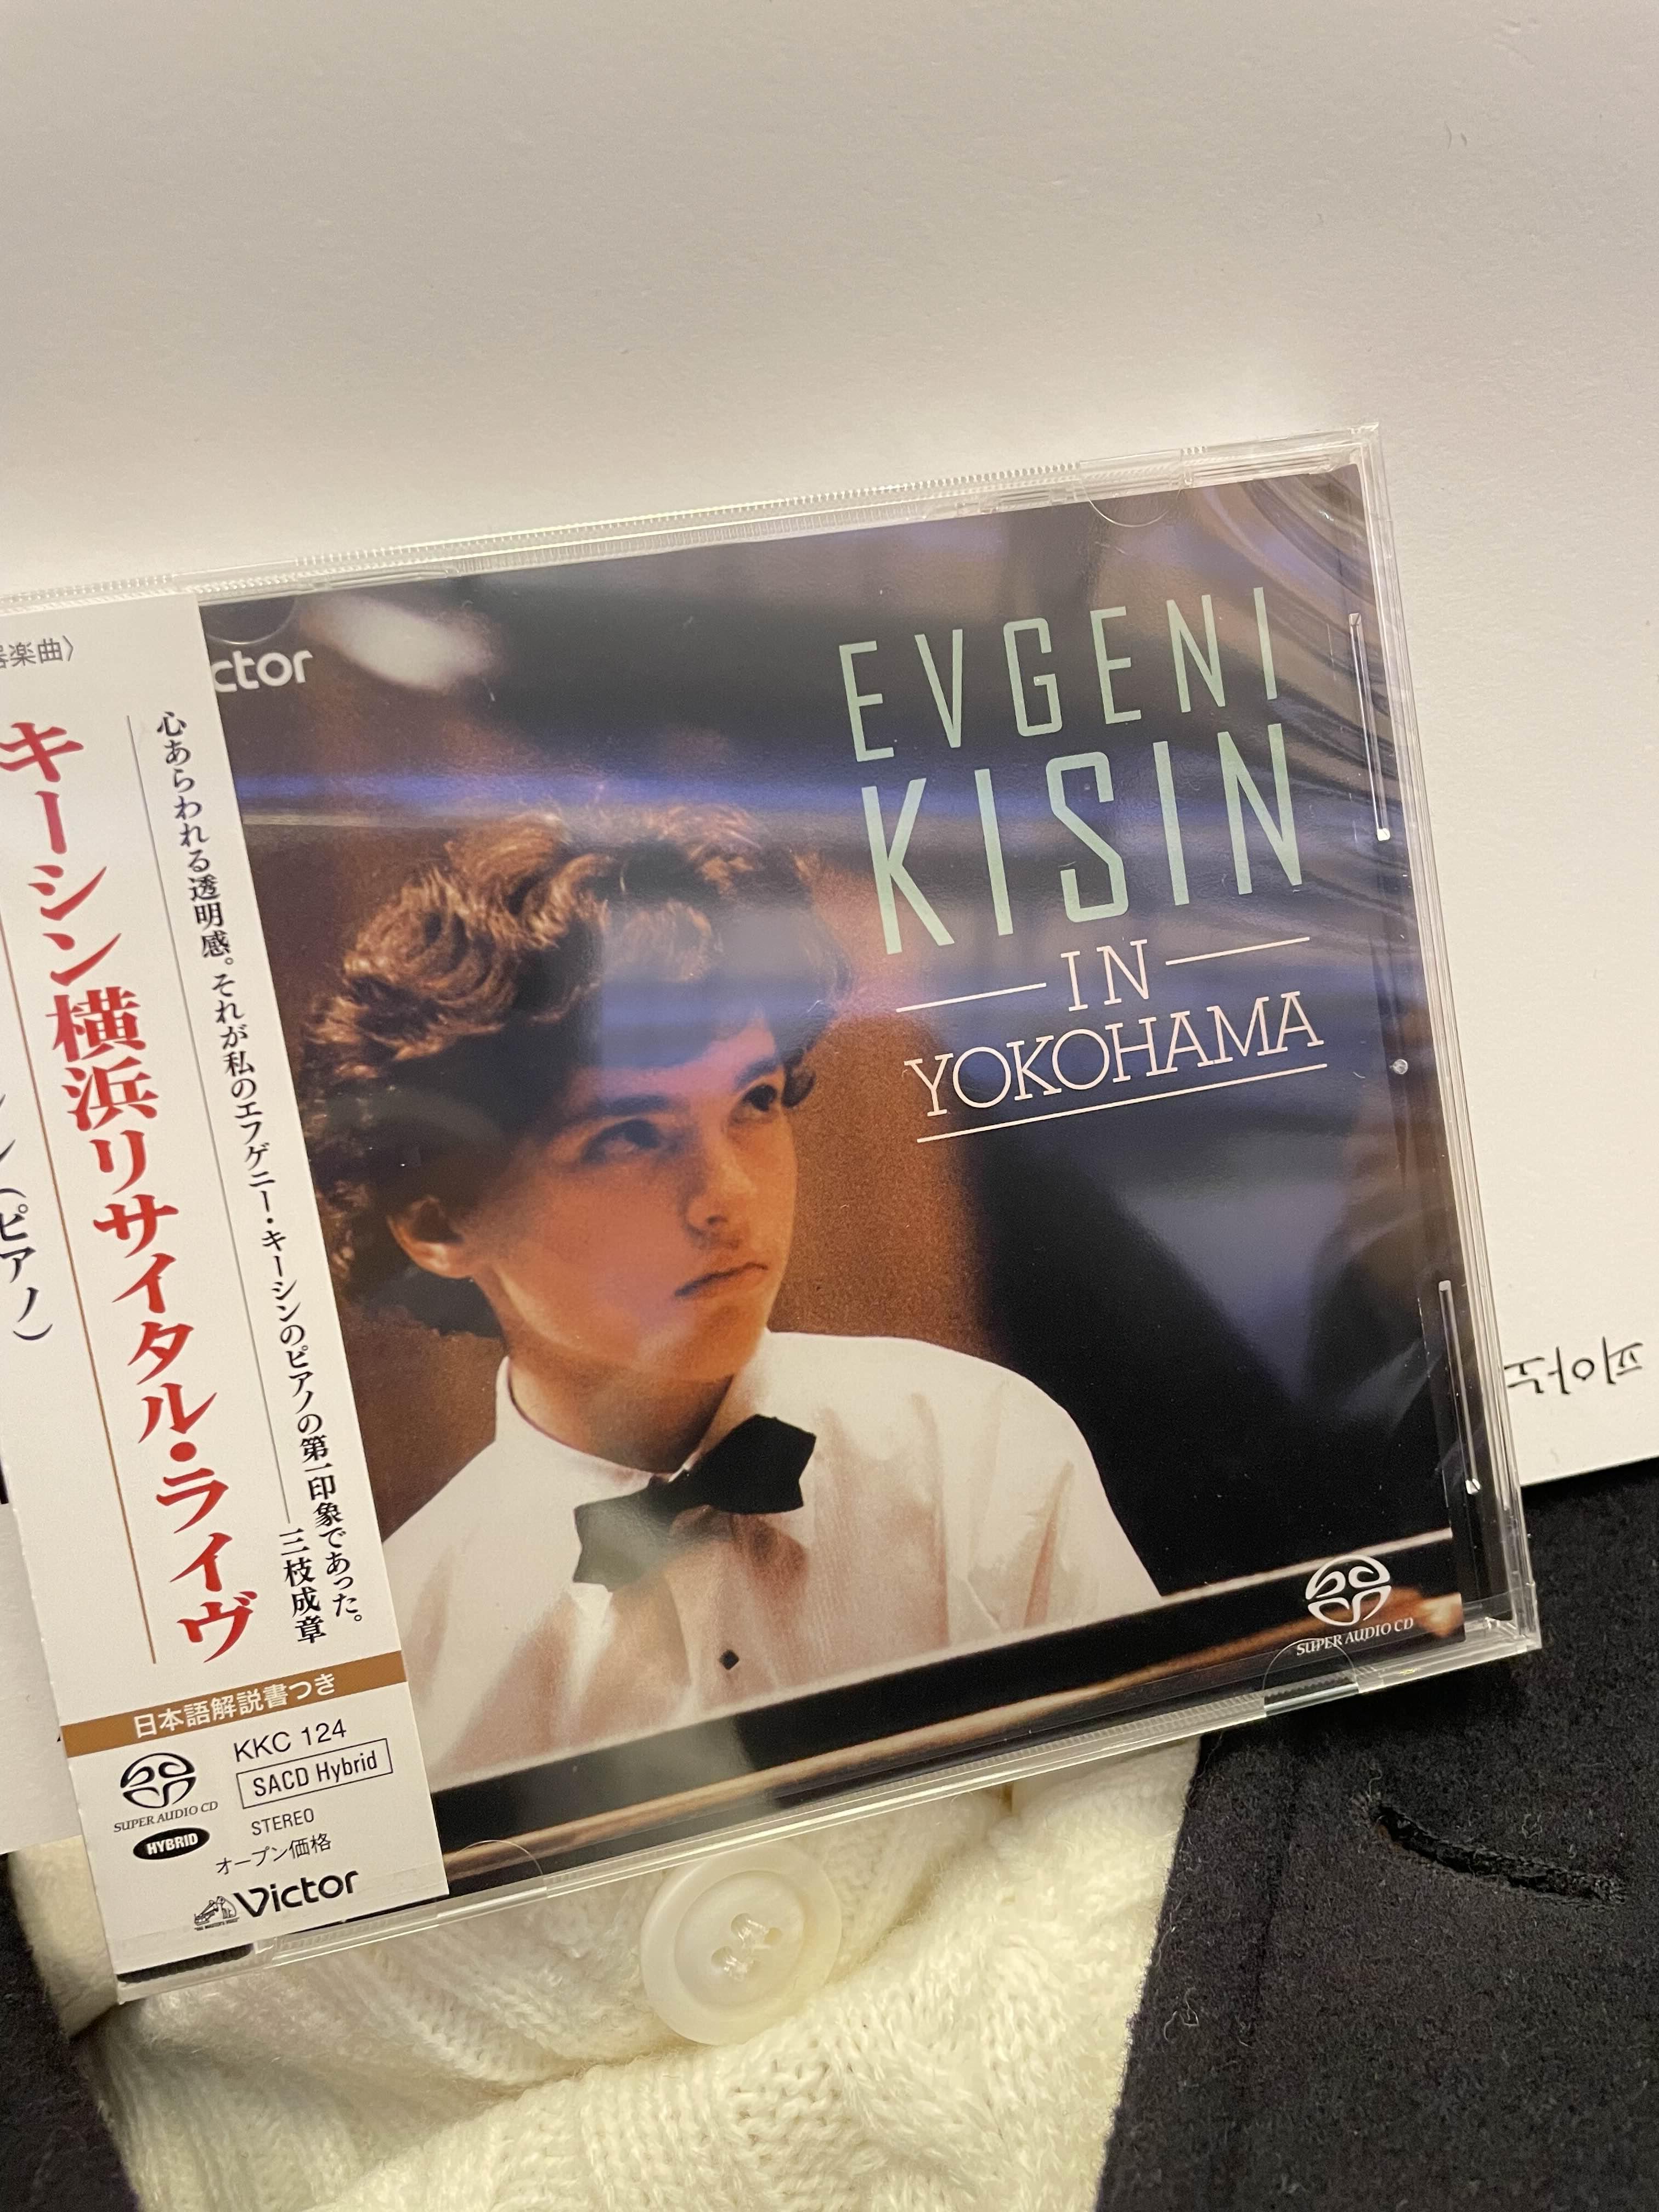 器楽曲〉
キーシン横浜リサイタル・ライヴ
(ピアノ)
心あらわれる透明感。それが私のエフゲニー・キーシンのピアノの第一印象であった。
三枝成章
日本語解説書つき
SUPER AUDIO CD
HYBRID
KKC 124
SACD Hybrid
STEREO
オープン価格
Victor
ctor
EVGENI
KISIN
IN
YOKOHAMA
SUPER AUDIO CD
피아노